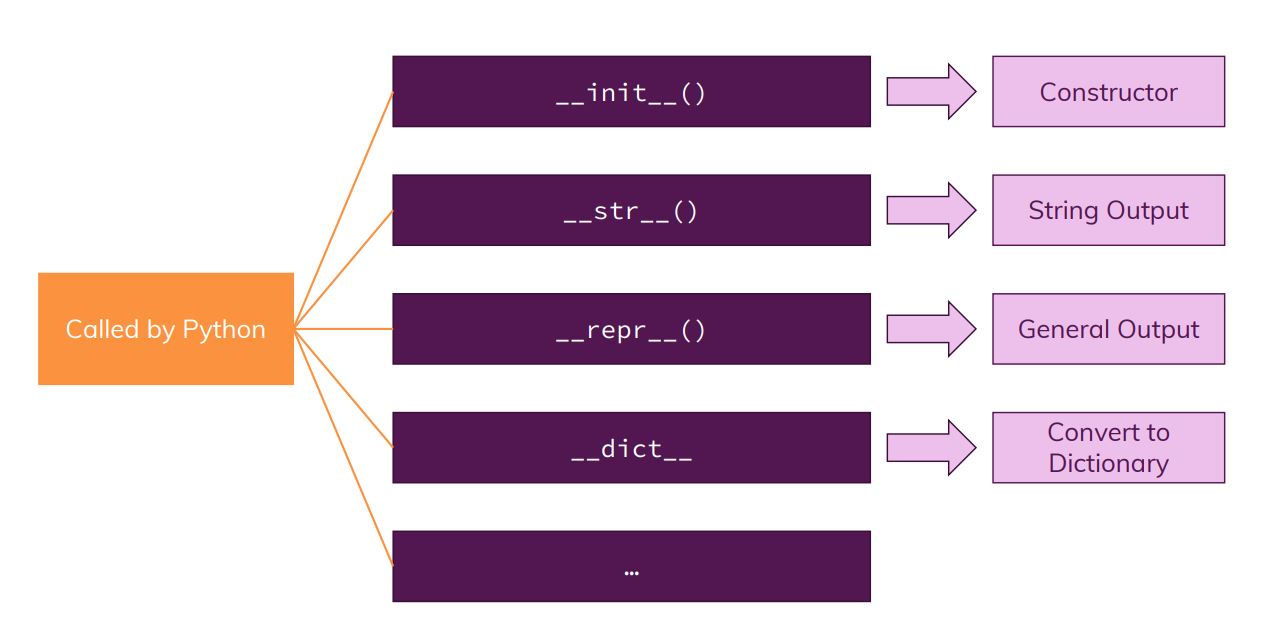 __init__()
Constructor
__str__()
String Output
Called by Python
__repr__()
General Output
__dict__
Convert to
Dictionary
…